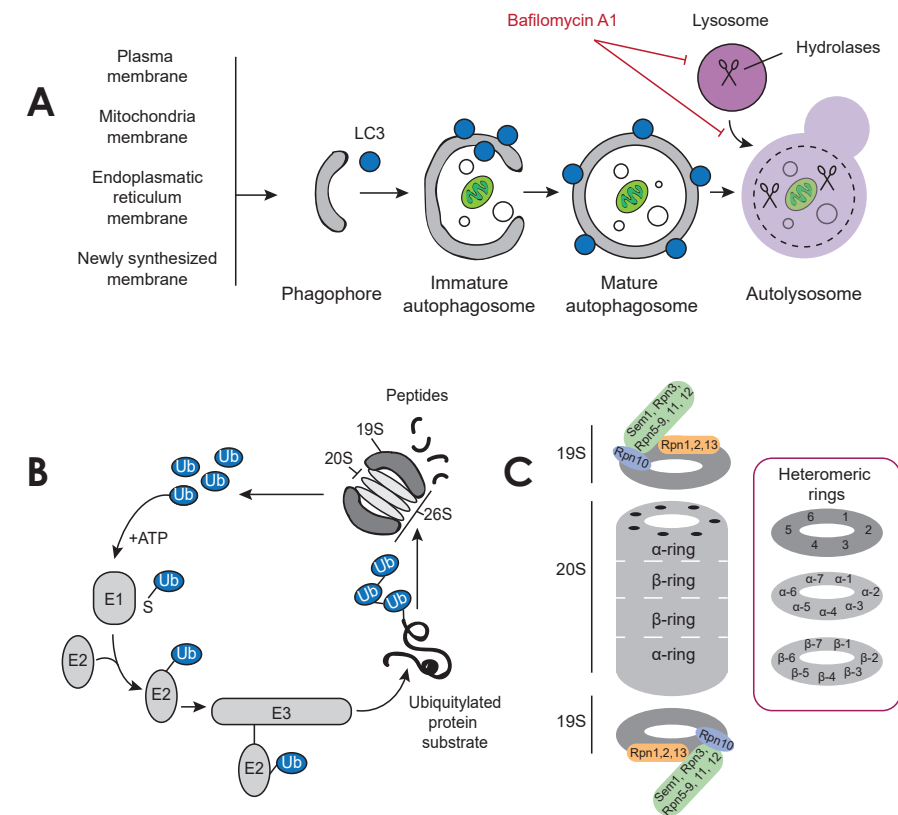 Bafilomycin A1
Lysosome
Hydrolases
A
Plasma
membrane
Mitochondria
membrane
Endoplasmatic
reticulum
membrane
Newly synthesized
membrane
LC3
Phagophore
Immature
autophagosome
Mature
autophagosome
Autolysosome
B
Peptides
19S
20S
26S
Ub
Ub
Ub
Ub
Ub
+ATP
E1
S
Ub
E2
E2
Ub
E3
E2
Ub
Ub
Ub
Ub
Ubiquitylated
protein
substrate
C
19S
Sem1, Rpn3,
Rpn5-9, 11, 12
Rpn1,2,13
Rpn10
20S
α-ring
β-ring
β-ring
α-ring
19S
Rpn10
Rpn1,2,13
Sem1, Rpn3,
Rpn5-9, 11, 12
Heteromeric
rings
6 1
5 2
4 3
α-7 α-1
α-6 α-2
α-5 α-4 α-3
β-7 β-1
β-6 β-2
β-5 β-4 β-3